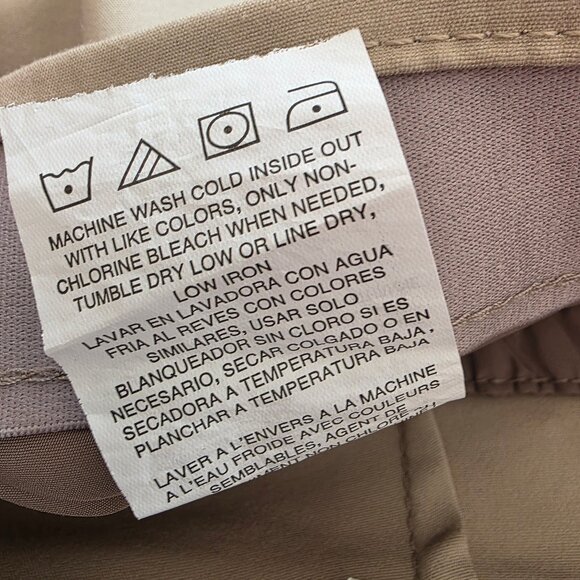 MACHINE WASH COLD INSIDE OUT
WITH LIKE COLORS, ONLY NON-
CHLORINE BLEACH WHEN NEEDED,
TUMBLE DRY LOW OR LINE DRY,
LOW IRON
LAVAR EN LAVADORA CON AGUA
FRIA AL REVES CON COLORES
SIMILARES, USAR SOLO
BLANQUEADOR SIN CLORO SI ES
NECESARIO, SECAR COLGADO O EN
SECADORA A TEMPERATURA BAJA,
PLANCHAR A TEMPERATURA BAJA
LAVER A L'ENVERS A LA MACHINE
A L'EAU FROIDE AVEC COULEURS
SEMBLABLES, AGENT DE
NON CHLORE